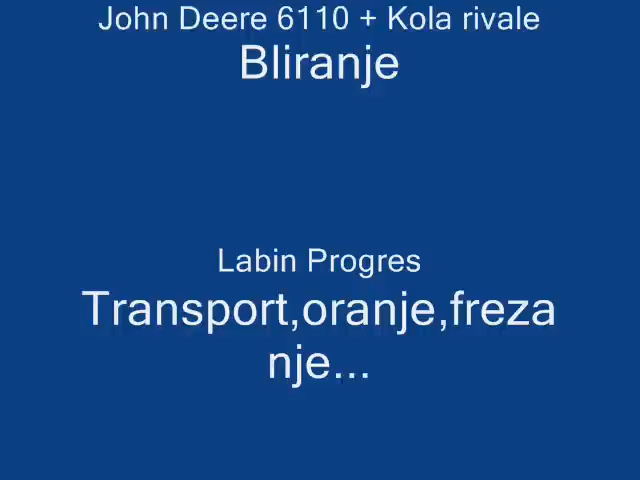 John Deere 6110 + Kola rivale
Bliranje
Labin Progres
Transport,oranje,freza
nje...